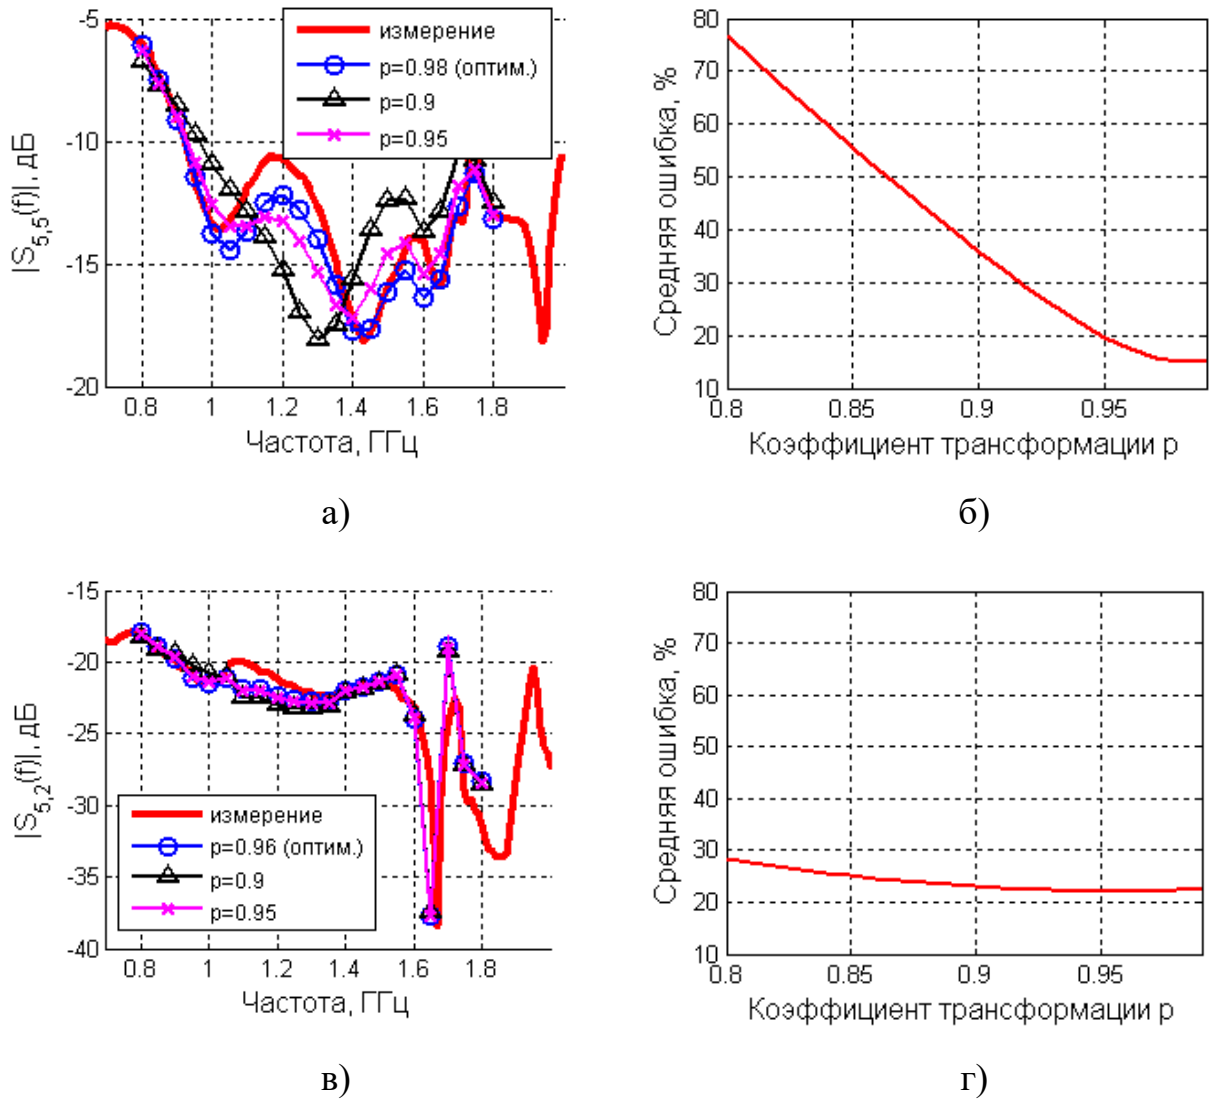 -5
-10
-15
-20
|S5,5(f)|, дБ
измерение
p=0.98 (оптим.)
p=0.9
p=0.95
0.8 1 1.2 1.4 1.6 1.8
Частота, ГГц
а)
80
70
60
50
40
30
20
10
Средняя ошибка, %
0.8 0.85 0.9 0.95
Коэффициент трансформации p
б)
-15
-20
-25
-30
-35
-40
|S5,2(f)|, дБ
измерение
p=0.96 (оптим.)
p=0.9
p=0.95
0.8 1 1.2 1.4 1.6 1.8
Частота, ГГц
в)
80
70
60
50
40
30
20
10
Средняя ошибка, %
0.8 0.85 0.9 0.95
Коэффициент трансформации p
г)